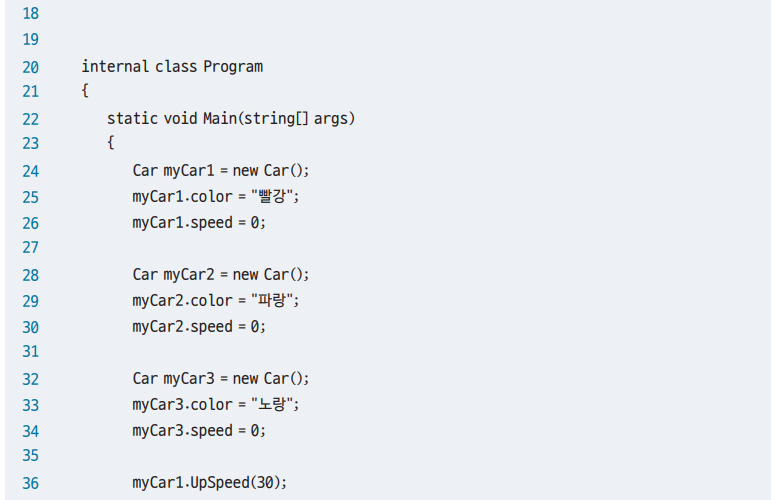 18
19
20 internal class Program
21 {
22 static void Main(string[] args)
23 {
24 Car myCar1 = new Car();
25 myCar1.color = "빨강";
26 myCar1.speed = 0;
27
28 Car myCar2 = new Car();
29 myCar2.color = "파랑";
30 myCar2.speed = 0;
31
32 Car myCar3 = new Car();
33 myCar3.color = "노랑";
34 myCar3.speed = 0;
35
36 myCar1.UpSpeed(30);